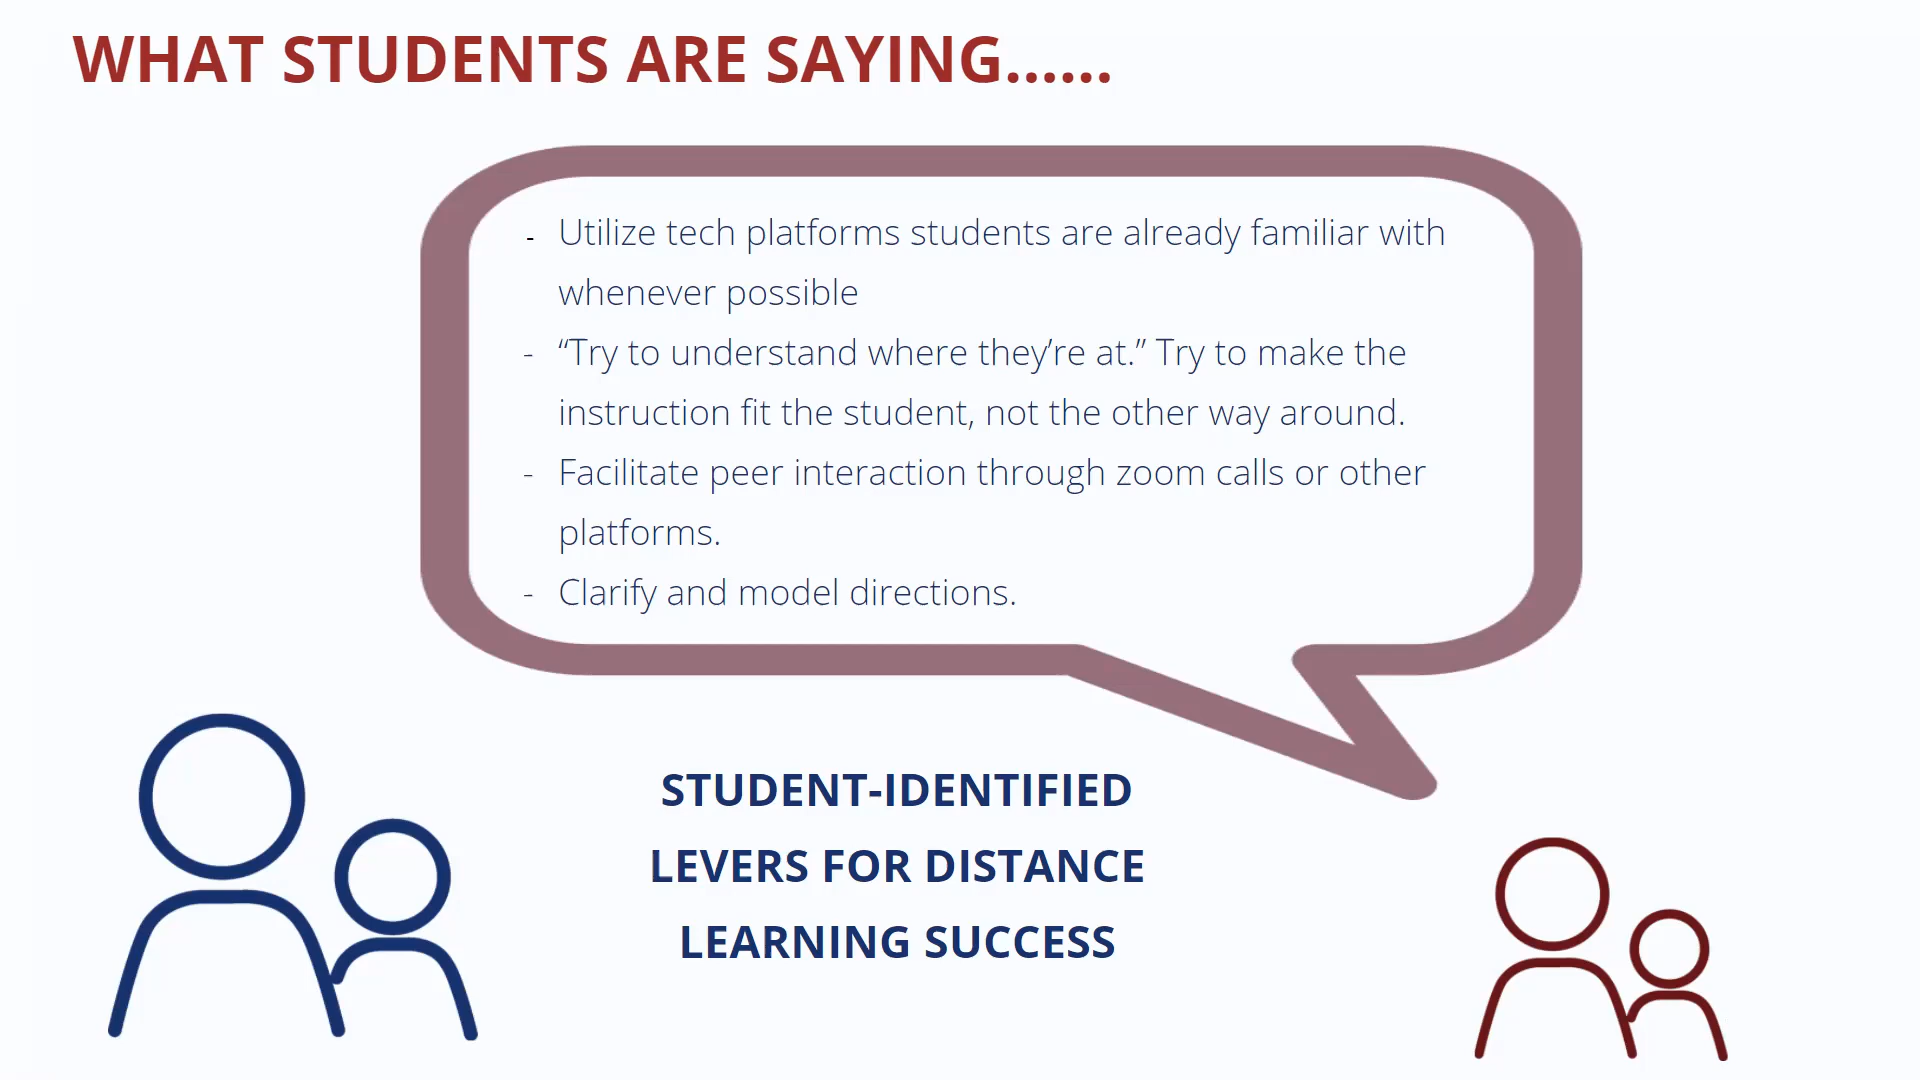 WHAT STUDENTS ARE SAYING......
- Utilize tech platforms students are already familiar with
whenever possible
- “Try to understand where they’re at.” Try to make the
instruction fit the student, not the other way around.
- Facilitate peer interaction through zoom calls or other
platforms.
- Clarify and model directions.
STUDENT-IDENTIFIED
LEVERS FOR DISTANCE
LEARNING SUCCESS